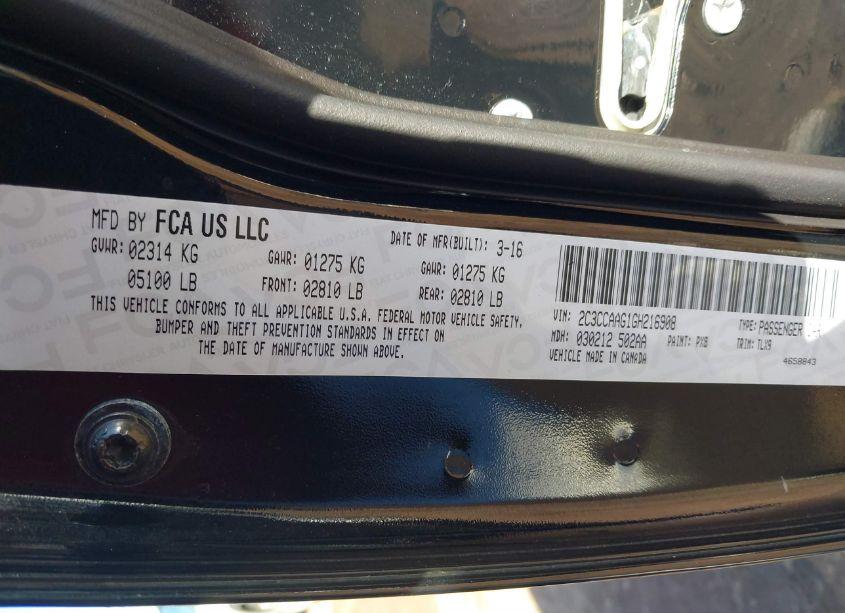 MFD BY FCA US LLC
DATE OF MFR(BUILT): 3-16
GVWR: 02314 KG GAWR: 01275 KG GAWR: 01275 KG
05100 LB FRONT: 02810 LB REAR: 02810 LB
THIS VEHICLE CONFORMS TO ALL APPLICABLE U.S.A. FEDERAL MOTOR VEHICLE SAFETY,
BUMPER AND THEFT PREVENTION STANDARDS IN EFFECT ON
THE DATE OF MANUFACTURE SHOWN ABOVE.
VIN: 2C3CCAAG1GH216908 TYPE: PASSENGER
MDH: 030212 502AA PAINT: PX8 TRIM: TLX9
VEHICLE MADE IN CANADA 4658843